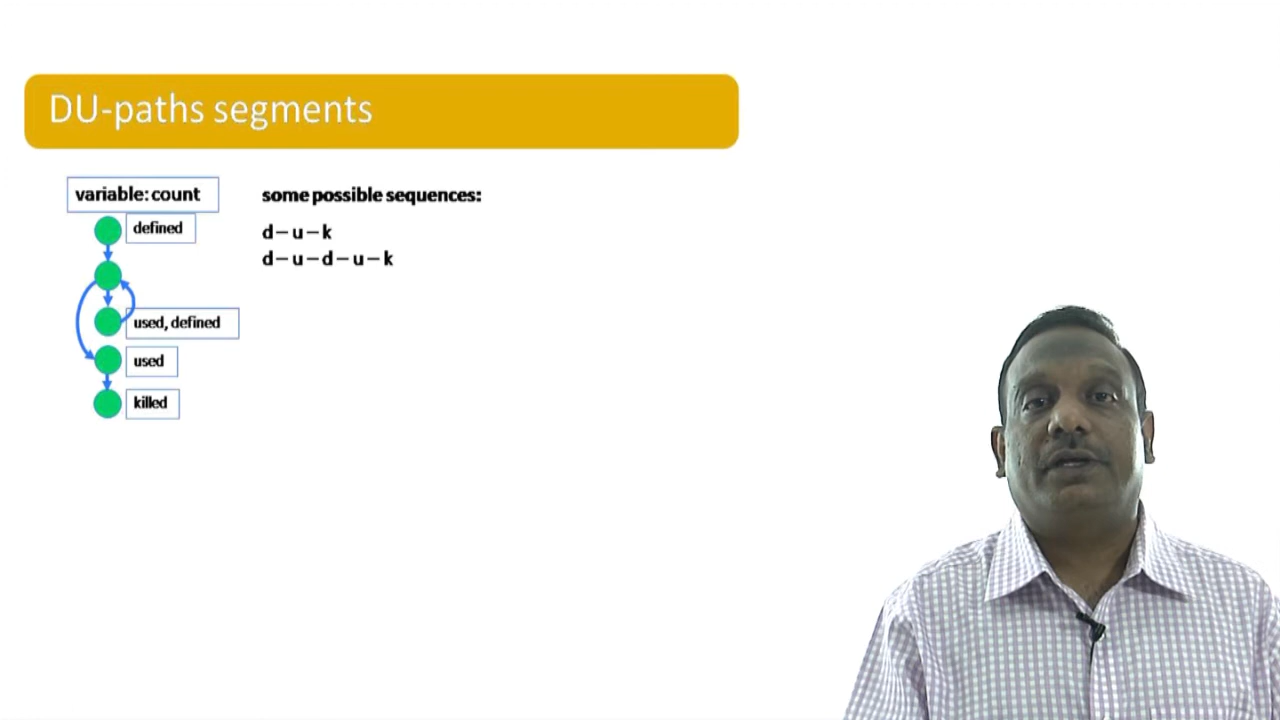 DU-paths segments
variable: count
some possible sequences:
defined
d – u – k
d – u – d – u – k
used, defined
used
killed